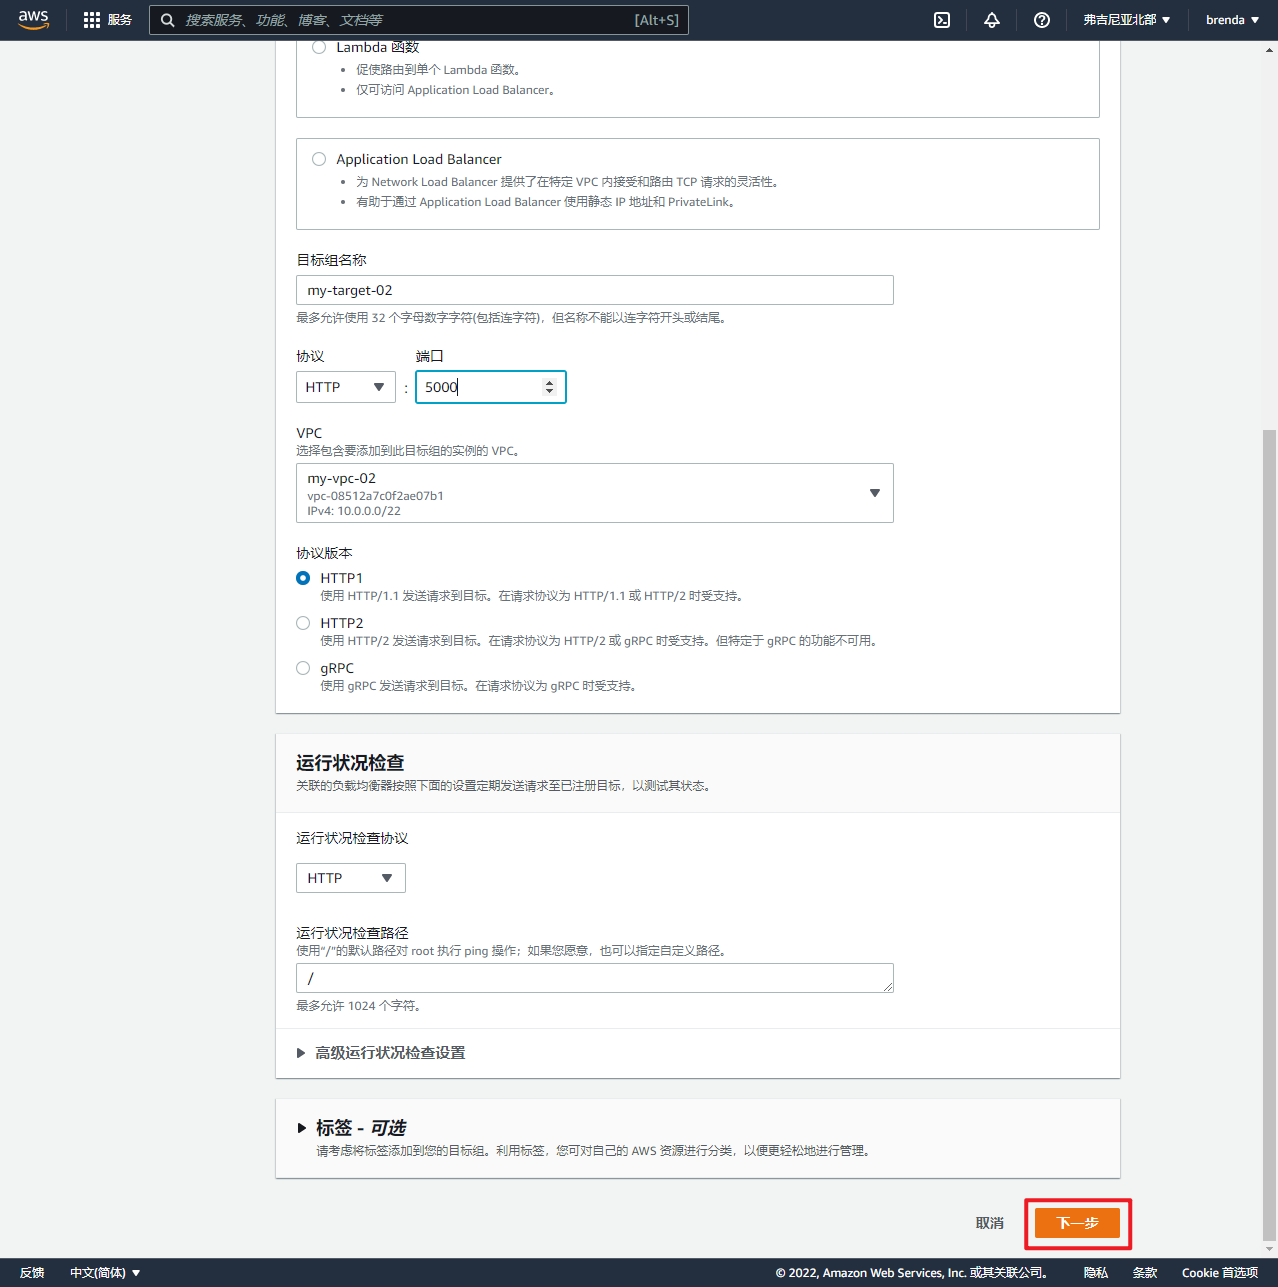 aws
服务
搜索服务、功能、博客、文档等
[Alt+S]
弗吉尼亚北部
brenda
Lambda 函数
促使路由到单个 Lambda 函数。
仅可访问 Application Load Balancer。
Application Load Balancer
为 Network Load Balancer 提供了在特定 VPC 内接受和路由 TCP 请求的灵活性。
有助于通过 Application Load Balancer 使用静态 IP 地址和 PrivateLink。
目标组名称
my-target-02
最多允许使用 32 个字母数字字符(包括连字符)，但名称不能以连字符开头或结尾。
协议 端口
HTTP : 5000
VPC
选择包含要添加到此目标组的实例的 VPC。
my-vpc-02
vpc-08512a7c0f2ae07b1
IPv4: 10.0.0.0/22
协议版本
HTTP1
使用 HTTP/1.1 发送请求到目标。在请求协议为 HTTP/1.1 或 HTTP/2 时受支持。
HTTP2
使用 HTTP/2 发送请求到目标。在请求协议为 HTTP/2 或 gRPC 时受支持。但特定于 gRPC 的功能不可用。
gRPC
使用 gRPC 发送请求到目标。在请求协议为 gRPC 时受支持。
运行状况检查
关联的负载均衡器按照下面的设置定期发送请求至已注册目标，以测试其状态。
运行状况检查协议
HTTP
运行状况检查路径
使用“/”的默认路径对 root 执行 ping 操作；如果您愿意，也可以指定自定义路径。
/
最多允许 1024 个字符。
高级运行状况检查设置
标签 - 可选
请考虑将标签添加到您的目标组。利用标签，您可对自己的 AWS 资源进行分类，以便更轻松地进行管理。
取消 下一步
反馈 中文(简体) © 2022, Amazon Web Services, Inc. 或其关联公司。 隐私 条款 Cookie 首选项